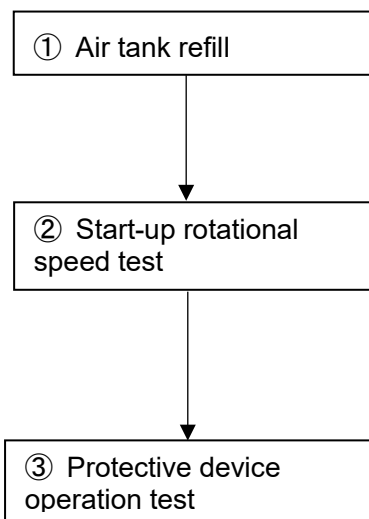 ① Air tank refill
② Start-up rotational
speed test
③ Protective device
operation test